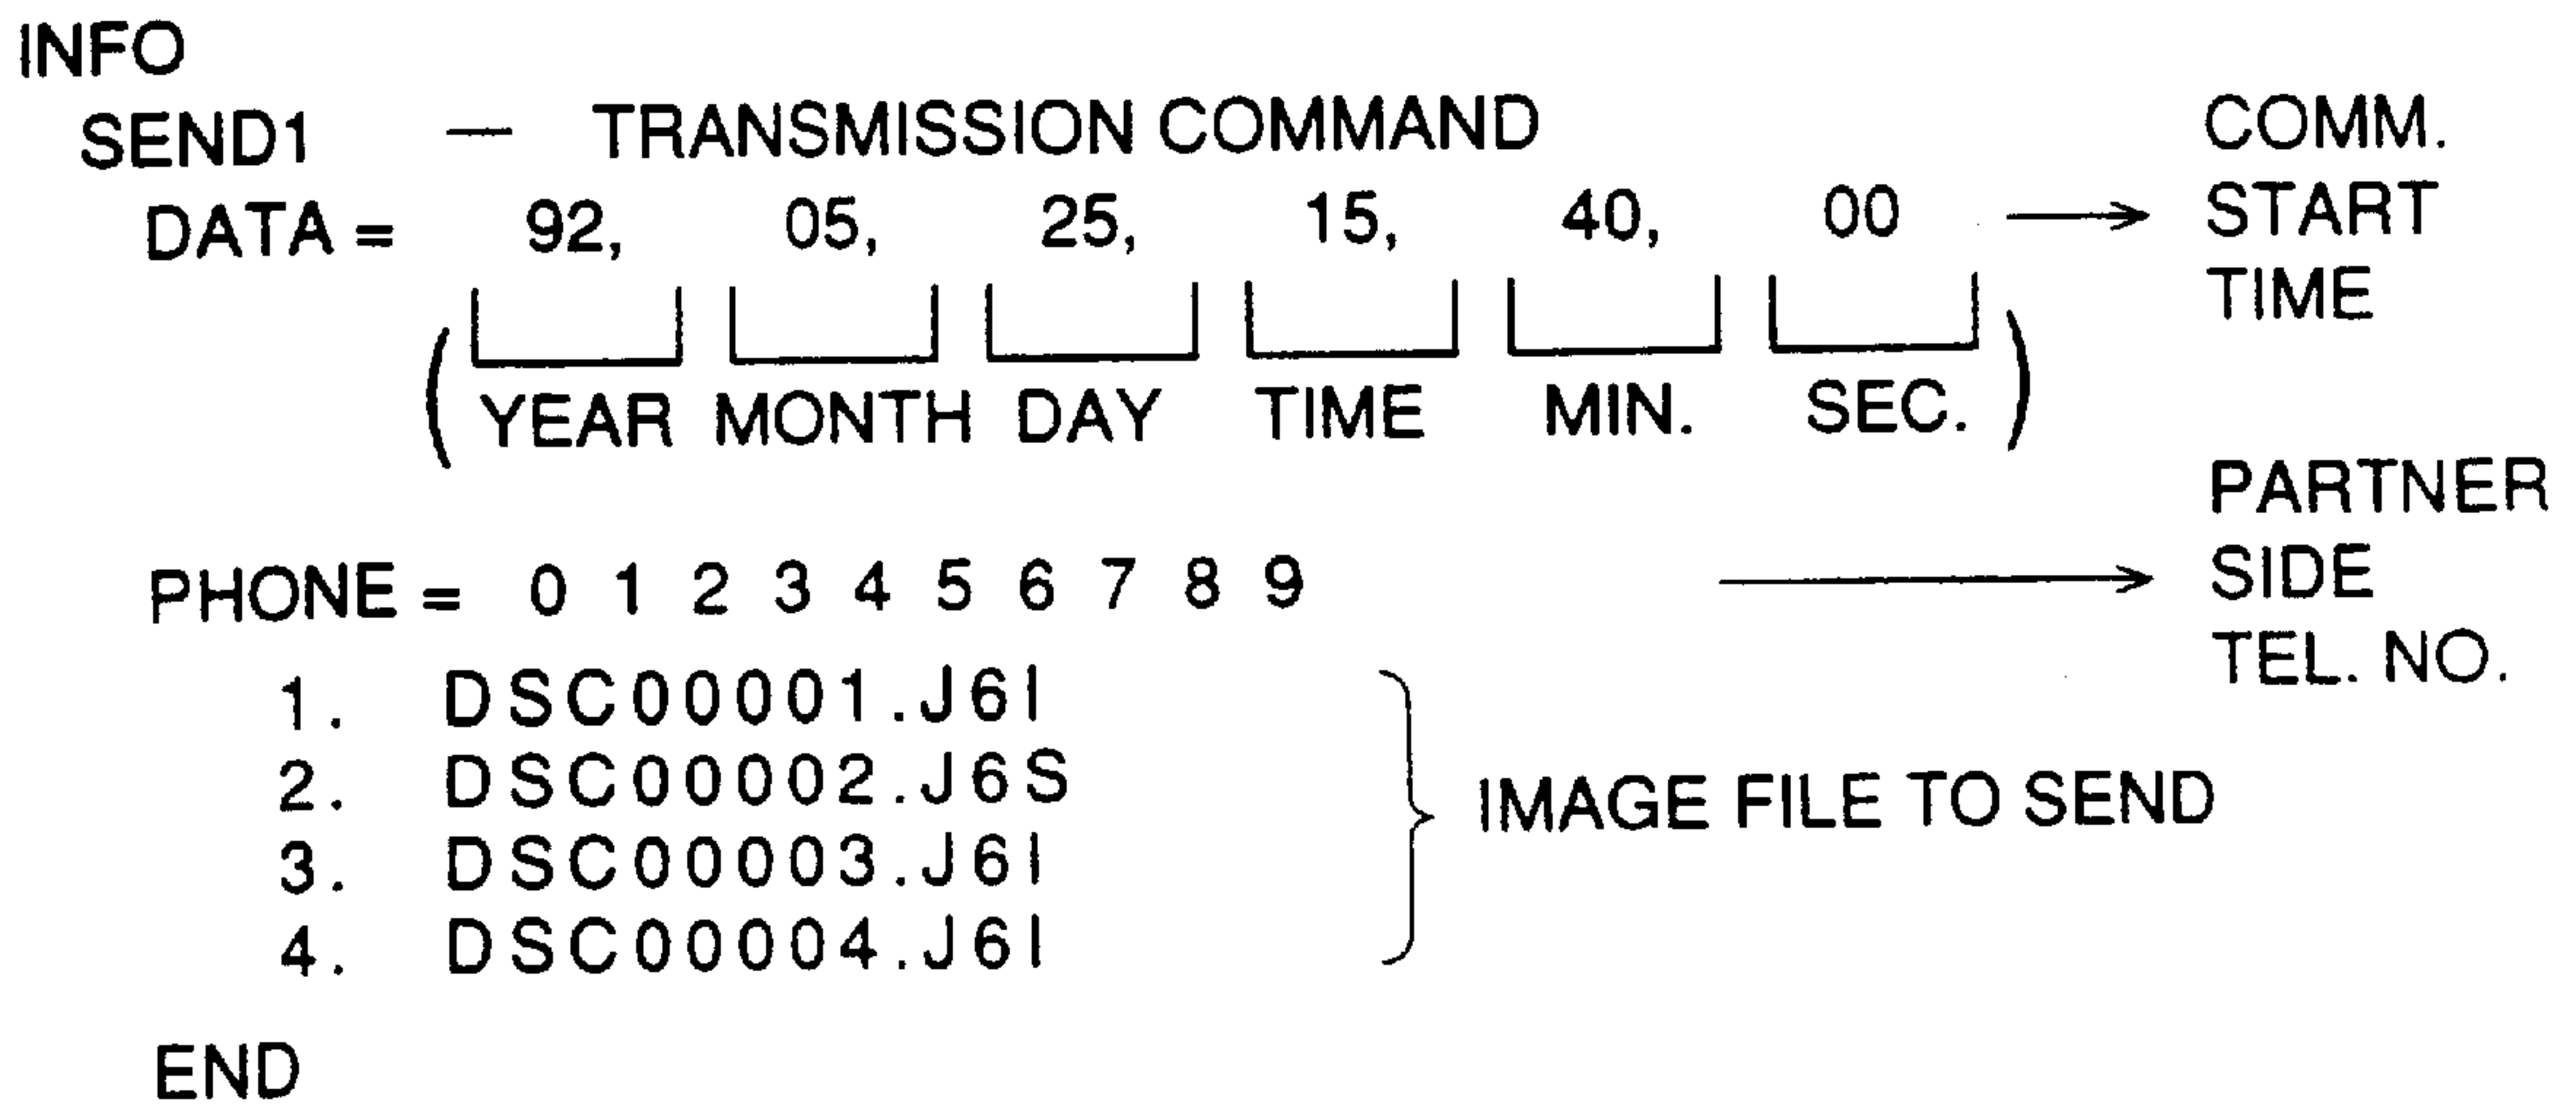 INFO
SEND1 — TRANSMISSION COMMAND
DATA = 92, 05, 25, 15, 40, 00 → COMM. START TIME
( YEAR MONTH DAY TIME MIN. SEC. )
PHONE = 0 1 2 3 4 5 6 7 8 9 → PARTNER SIDE TEL. NO.
1. DSC00001.J6I
2. DSC00002.J6S
3. DSC00003.J6I
4. DSC00004.J6I
IMAGE FILE TO SEND
END